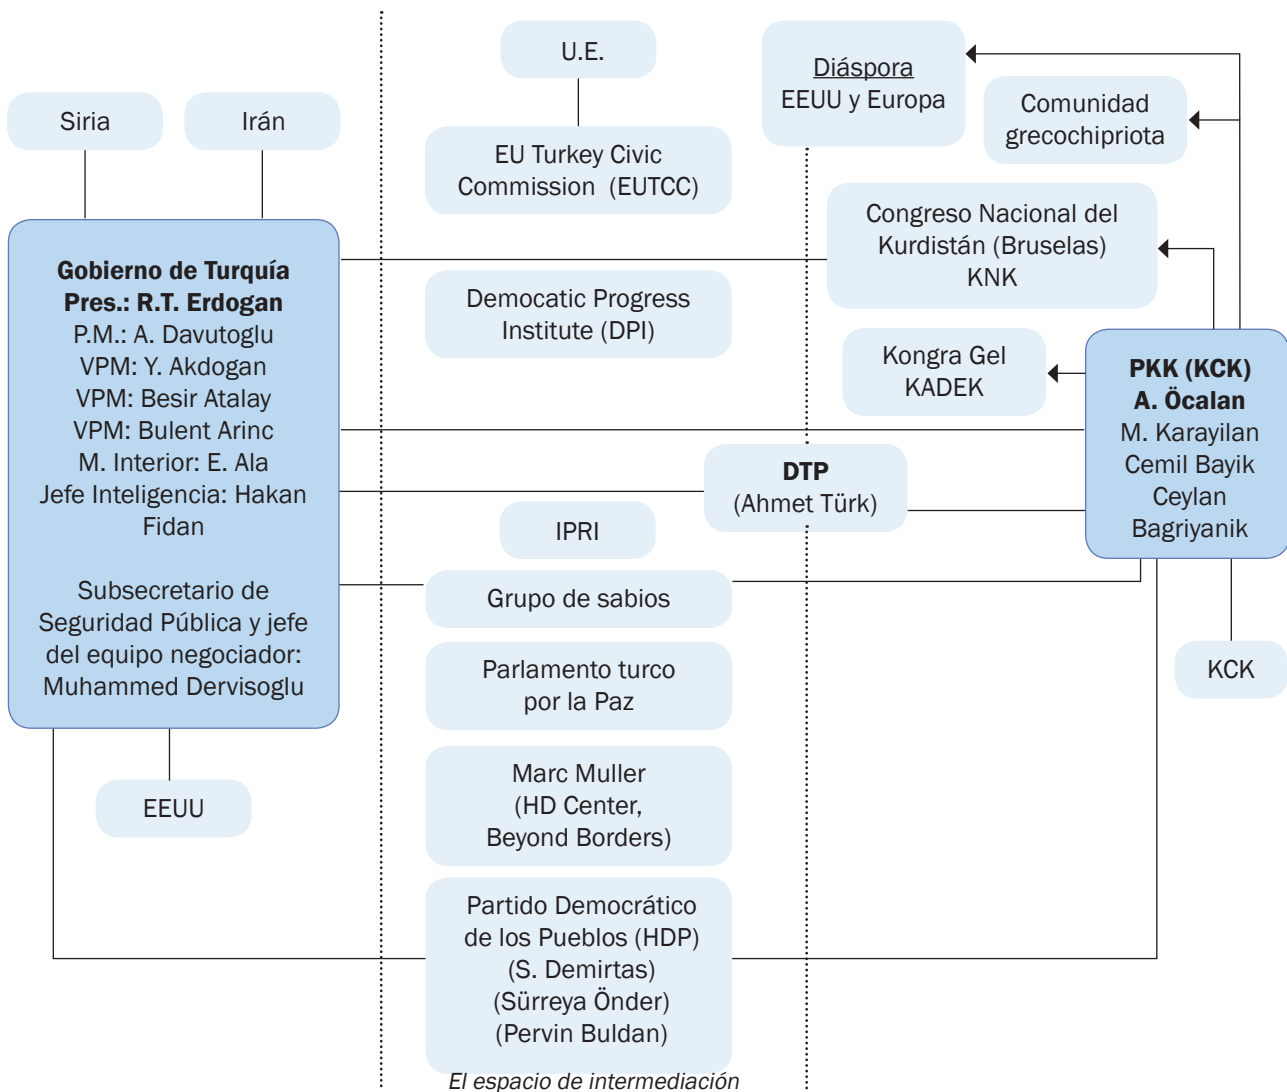 U.E.
Diáspora
EEUU y Europa
Siria
Irán
Comunidad
grecochipriota
EU Turkey Civic
Commission (EUTCC)
Congreso Nacional del
Kurdistán (Bruselas)
KNK
Gobierno de Turquía
Pres.: R.T. Erdogan
P.M.: A. Davutoglu
VPM: Y. Akdogan
VPM: Besir Atalay
VPM: Bulent Arinc
M. Interior: E. Ala
Jefe Inteligencia: Hakan
Fidan
Subsecretario de
Seguridad Pública y jefe
del equipo negociador:
Muhammed Dervisoglu
Democatic Progress
Institute (DPI)
Kongra Gel
KADEK
PKK (KCK)
A. Öcalan
M. Karayilan
Cemil Bayik
Ceylan
Bagriyanik
DTP
(Ahmet Türk)
IPRI
Grupo de sabios
Parlamento turco
por la Paz
KCK
EEUU
Marc Muller
(HD Center,
Beyond Borders)
Partido Democrático
de los Pueblos (HDP)
(S. Demirtas)
(Sürreya Önder)
(Pervin Buldan)
El espacio de intermediación